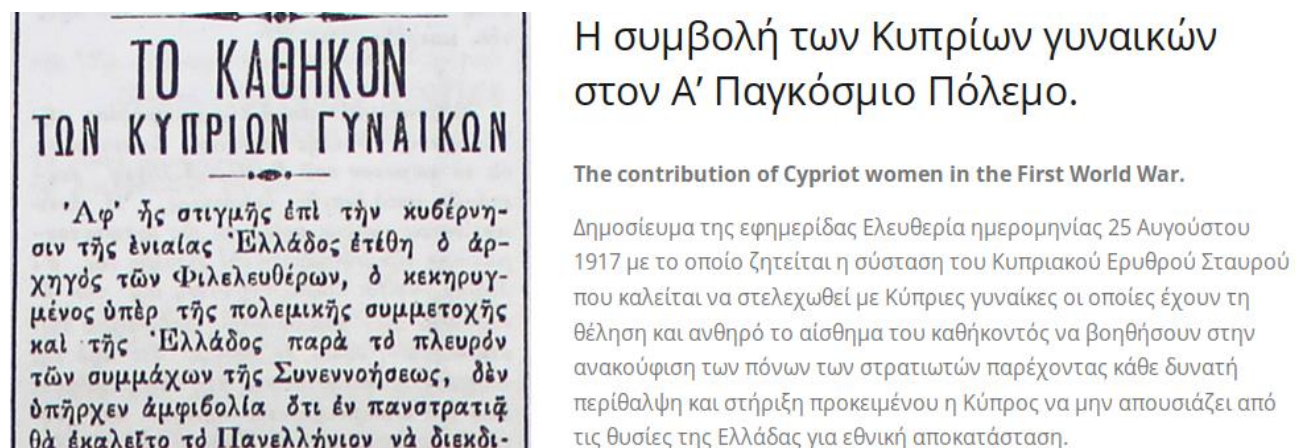 ΤΟ ΚΑΘΗΚΟΝ
ΤΩΝ ΚΥΠΡΙΩΝ ΓΥΝΑΙΚΩΝ
Ἀφ' ἧς στιγμῆς ἐπὶ τὴν κυβέρνη-
σιν τῆς ἑνιαίας Ἑλλάδος ἐτέθη ὁ ἀρ-
χηγός τῶν Φιλελευθέρων, ὁ κεκηρυγ-
μένος ὑπὲρ τῆς πολεμικῆς συμμετοχῆς
καὶ τῆς Ἑλλάδος παρὰ τὸ πλευρόν
τῶν συμμάχων τῆς Συνεννοήσεως, δὲν
ὑπῆρχεν ἀμφιβολία ὅτι ἐν πανστρατιᾷ
θὰ ἐκαλεῖτο τὸ Πανελλήνιον νὰ διεκδι-
Η συμβολή των Κυπρίων γυναικών
στον Α’ Παγκόσμιο Πόλεμο.
The contribution of Cypriot women in the First World War.
Δημοσίευμα της εφημερίδας Ελευθερία ημερομηνίας 25 Αυγούστου
1917 με το οποίο ζητείται η σύσταση του Κυπριακού Ερυθρού Σταυρού
που καλείται να στελεχωθεί με Κύπριες γυναίκες οι οποίες έχουν τη
θέληση και ανθηρό το αίσθημα του καθήκοντός να βοηθήσουν στην
ανακούφιση των πόνων των στρατιωτών παρέχοντας κάθε δυνατή
περίθαλψη και στήριξη προκειμένου η Κύπρος να μην απουσιάζει από
τις θυσίες της Ελλάδας για εθνική αποκατάσταση.